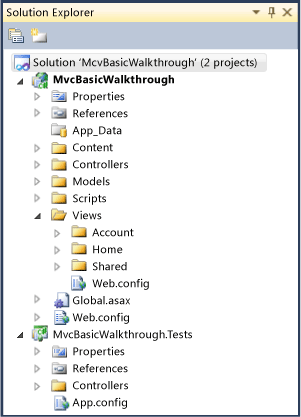 Solution Explorer
Solution 'McvBasicWalkthrough' (2 projects)
MvcBasicWalkthrough
Properties
References
App_Data
Content
Controllers
Models
Scripts
Views
Account
Home
Shared
Web.config
Global.asax
Web.config
MvcBasicWalkthrough.Tests
Properties
References
Controllers
App.config